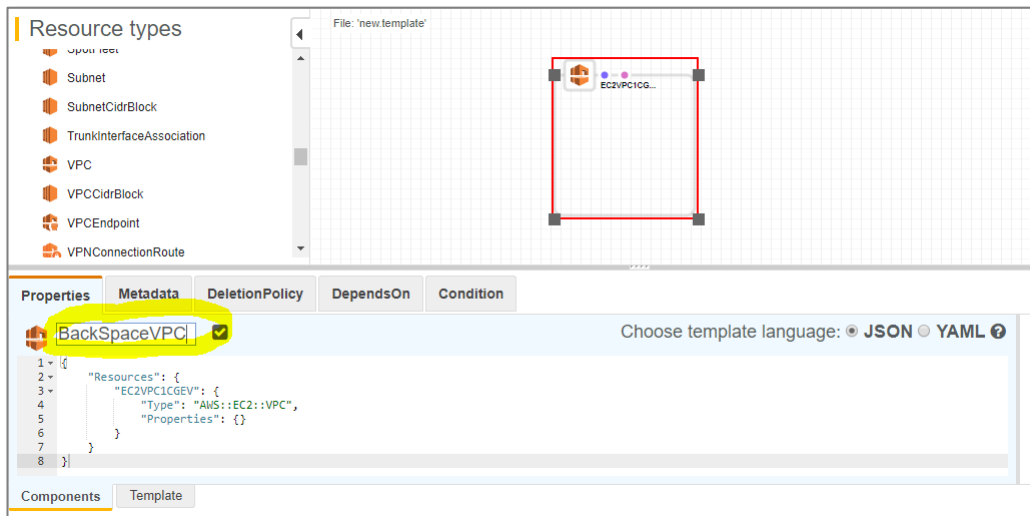 Resource types
SpotFleet
Subnet
SubnetCidrBlock
TrunkInterfaceAssociation
VPC
VPCCidrBlock
VPCEndpoint
VPNConnectionRoute
File: 'new.template'
EC2VPC1CG...
Properties Metadata DeletionPolicy DependsOn Condition
BackSpaceVPC
Choose template language: JSON YAML
1 {
2 "Resources": {
3 "EC2VPC1CGEV": {
4 "Type": "AWS::EC2::VPC",
5 "Properties": {}
6 }
7 }
8 }
Components Template